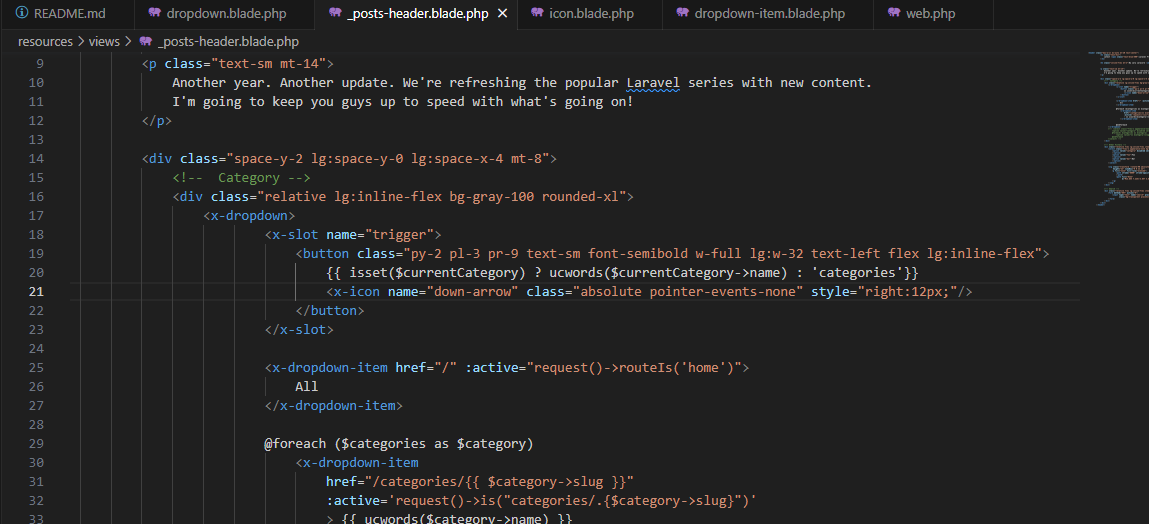 README.md dropdown.blade.php _posts-header.blade.php icon.blade.php dropdown-item.blade.php web.php
resources > views > _posts-header.blade.php
9 <p class="text-sm mt-14">
10 Another year. Another update. We're refreshing the popular Laravel series with new content.
11 I'm going to keep you guys up to speed with what's going on!
12 </p>
13
14 <div class="space-y-2 lg:space-y-0 lg:space-x-4 mt-8">
15 <!--  Category -->
16 <div class="relative lg:inline-flex bg-gray-100 rounded-xl">
17 <x-dropdown>
18 <x-slot name="trigger">
19 <button class="py-2 pl-3 pr-9 text-sm font-semibold w-full lg:w-32 text-left flex lg:inline-flex">
20 {{ isset($currentCategory) ? ucwords($currentCategory->name) : 'categories'}}
21 <x-icon name="down-arrow" class="absolute pointer-events-none" style="right:12px;"/>
22 </button>
23 </x-slot>
24
25 <x-dropdown-item href="/" :active="request()->routeIs('home')">
26 All
27 </x-dropdown-item>
28
29 @foreach ($categories as $category)
30 <x-dropdown-item
31 href="/categories/{{ $category->slug }}"
32 :active='request()->is("categories/.{$category->slug}")'
33 > {{ ucwords($category->name) }}